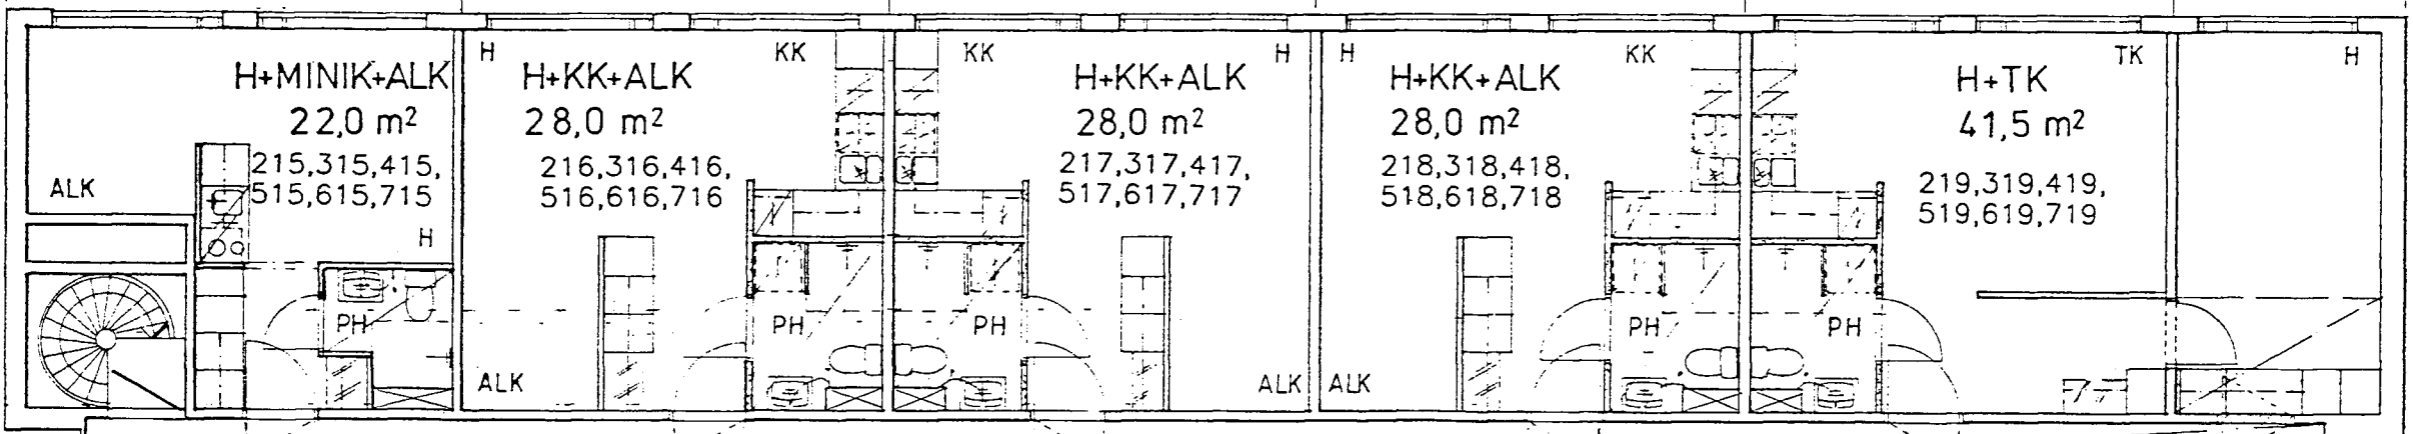 H+MINIK+ALK
22,0 m²
215,315,415,
515,615,715
ALK
H
PH
H
KK
H+KK+ALK
28,0 m²
216,316,416,
516,616,716
PH
ALK
KK
H
H+KK+ALK
28,0 m²
217,317,417,
517,617,717
PH
ALK
H
KK
H+KK+ALK
28,0 m²
218,318,418,
518,618,718
PH
ALK
TK
H+TK
41,5 m²
219,319,419,
519,619,719
PH
H